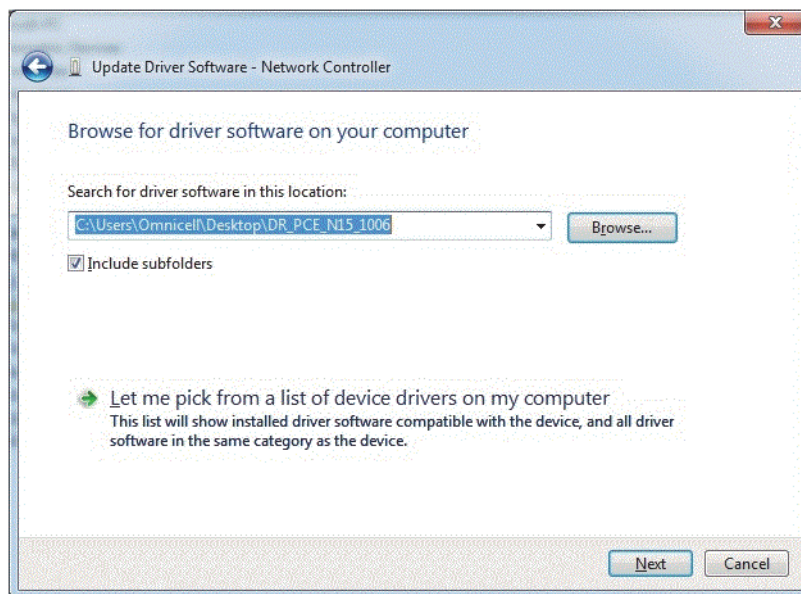 Update Driver Software - Network Controller
Browse for driver software on your computer
Search for driver software in this location:
C:\Users\Omnicell\Desktop\DR_PCE_N15_1006
Browse...
Include subfolders
Let me pick from a list of device drivers on my computer
This list will show installed driver software compatible with the device, and all driver
software in the same category as the device.
Next
Cancel